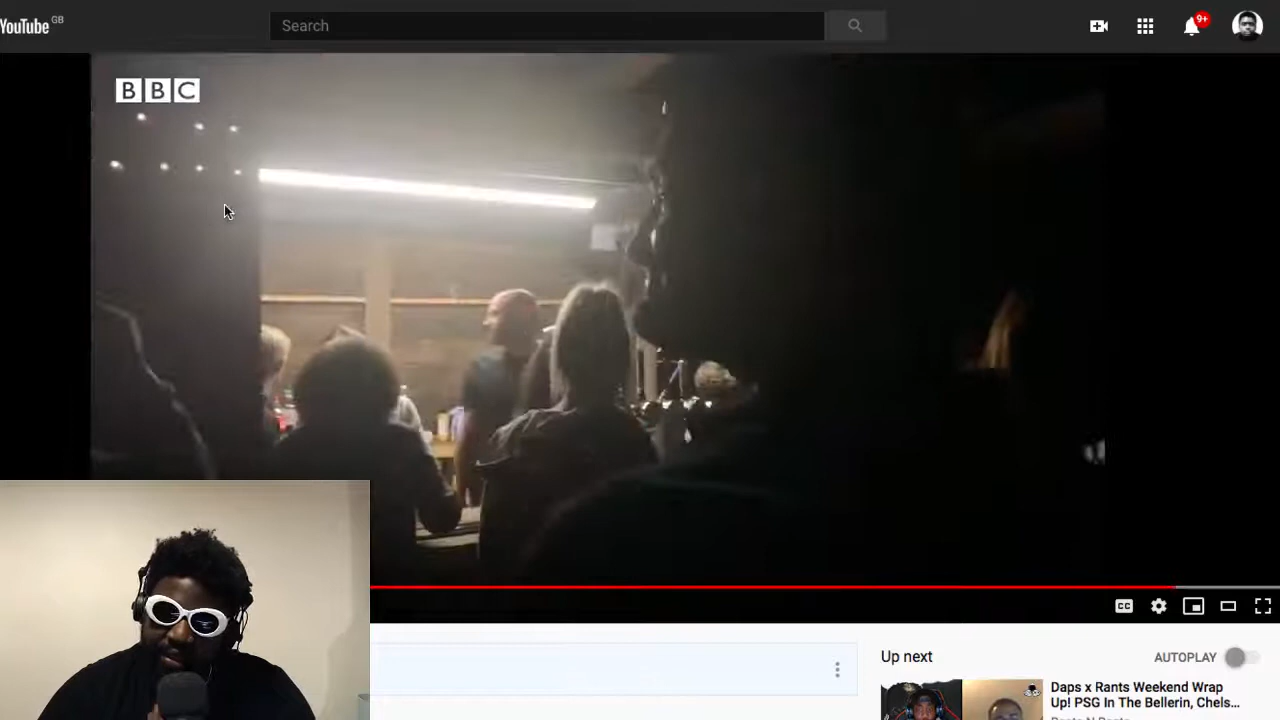 YouTube GB
Search
9+
BBC
CC
Up next
AUTOPLAY
Daps x Rants Weekend Wrap
Up! PSG In The Bellerin, Chels...